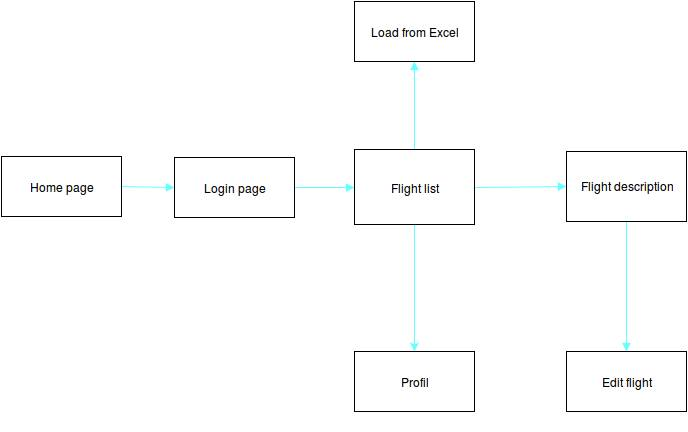 Load from Excel
Home page
Login page
Flight list
Flight description
Profil
Edit flight